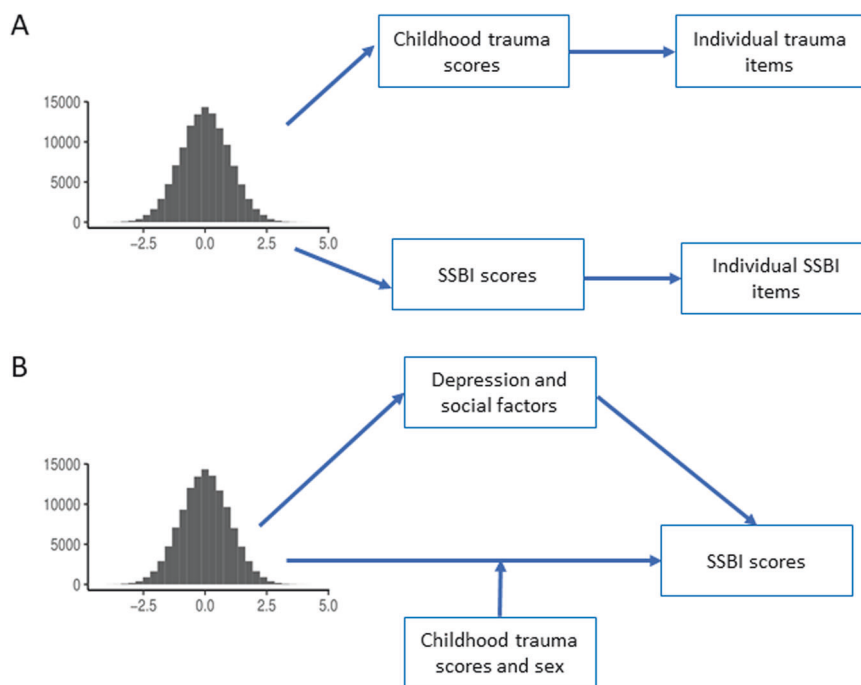 A
Childhood trauma
scores
Individual trauma
items
15000
10000
5000
0
−2.5
0.0
2.5
5.0
SSBI scores
Individual SSBI
items
B
Depression and
social factors
15000
10000
5000
0
−2.5
0.0
2.5
5.0
SSBI scores
Childhood trauma
scores and sex